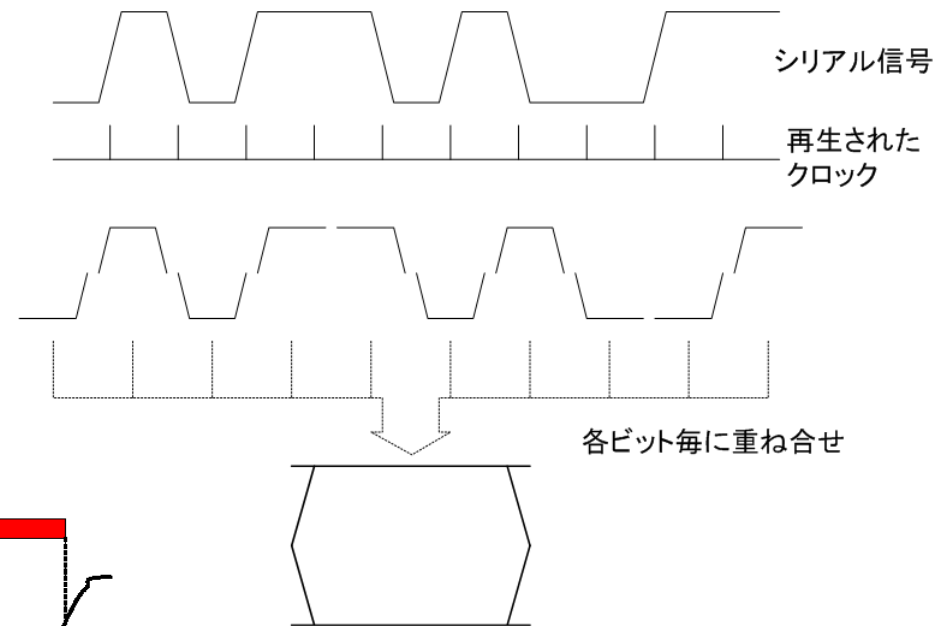 シリアル信号
再生された
クロック
各ビット毎に重ね合せ